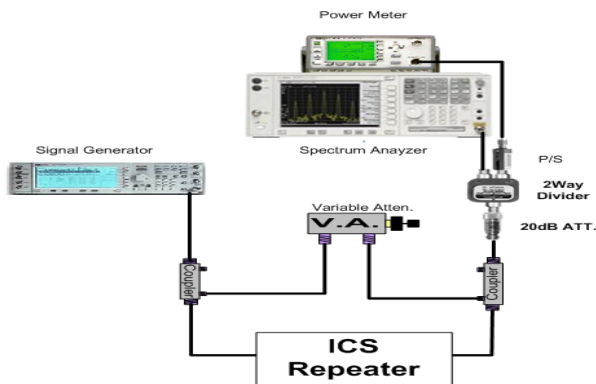 Power Meter
Signal Generator
Spectrum Anayzer
P/S
2Way
Divider
Variable Atten.
V.A.
20dB ATT.
Coupler
Coupler
ICS
Repeater